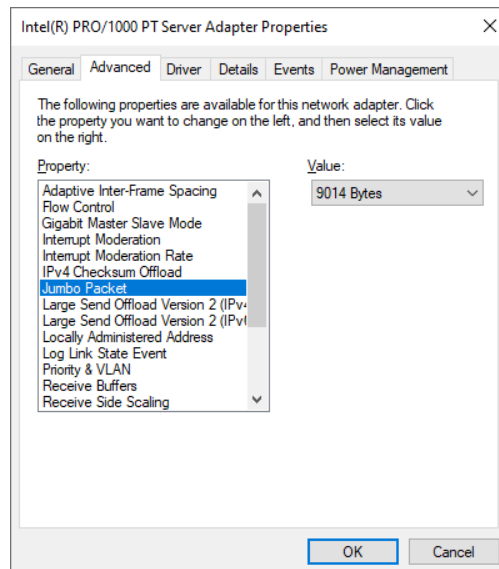 Intel(R) PRO/1000 PT Server Adapter Properties
General Advanced Driver Details Events Power Management
The following properties are available for this network adapter. Click
the property you want to change on the left, and then select its value
on the right.
Property: Value:
9014 Bytes
Adaptive Inter-Frame Spacing
Flow Control
Gigabit Master Slave Mode
Interrupt Moderation
Interrupt Moderation Rate
IPv4 Checksum Offload
Jumbo Packet
Large Send Offload Version 2 (IPv4
Large Send Offload Version 2 (IPv6
Locally Administered Address
Log Link State Event
Priority & VLAN
Receive Buffers
Receive Side Scaling
OK Cancel